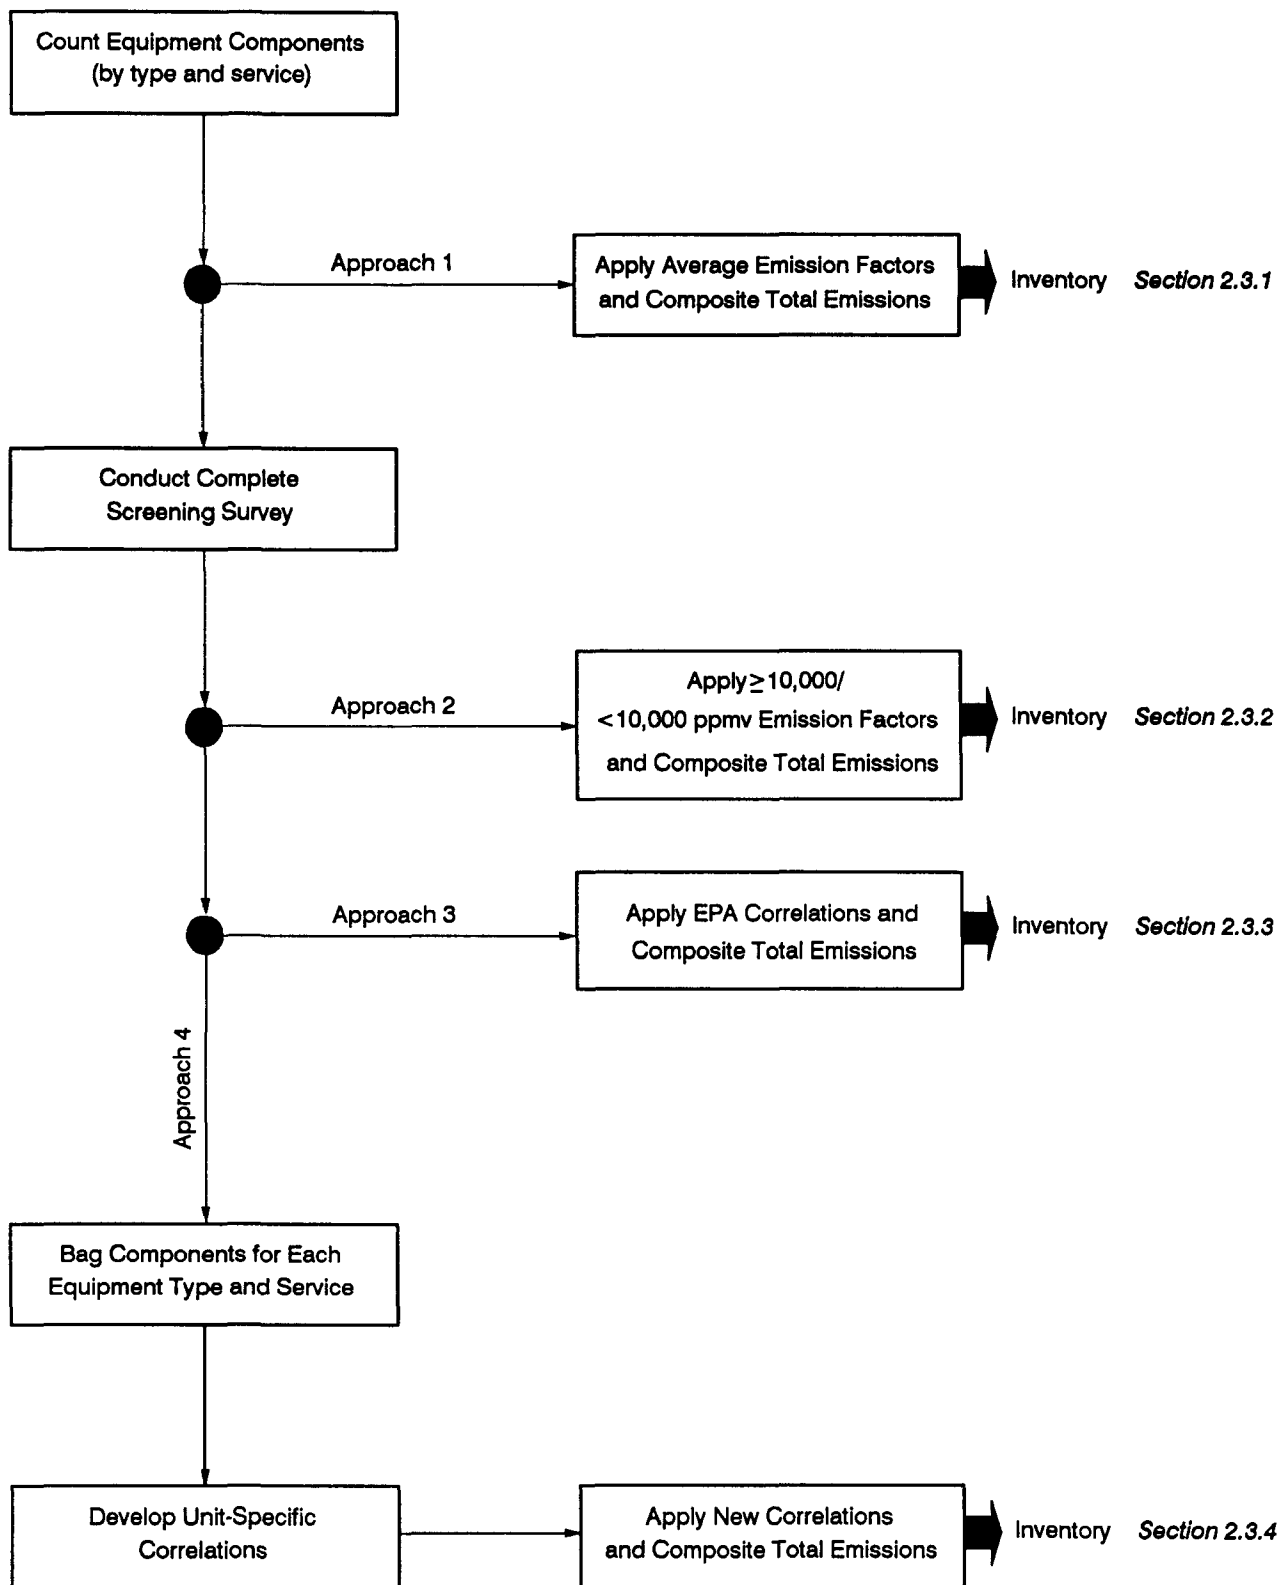 Count Equipment Components
(by type and service)
Approach 1
Apply Average Emission Factors
and Composite Total Emissions
Inventory Section 2.3.1
Conduct Complete
Screening Survey
Approach 2
Apply ≥ 10,000/
<10,000 ppmv Emission Factors
and Composite Total Emissions
Inventory Section 2.3.2
Approach 3
Apply EPA Correlations and
Composite Total Emissions
Inventory Section 2.3.3
Approach 4
Bag Components for Each
Equipment Type and Service
Develop Unit-Specific
Correlations
Apply New Correlations
and Composite Total Emissions
Inventory Section 2.3.4